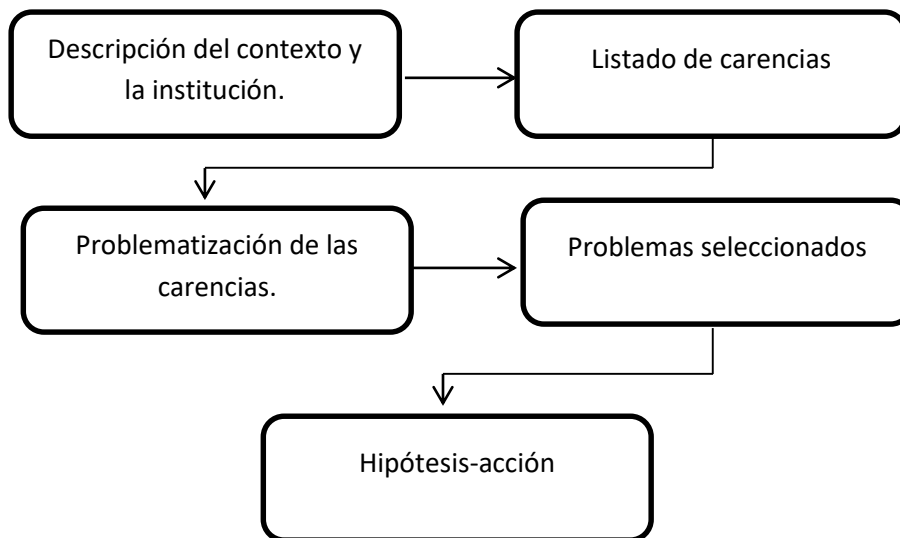 Descripción del contexto y
la institución.
Listado de carencias
Problematización de las
carencias.
Problemas seleccionados
Hipótesis-acción